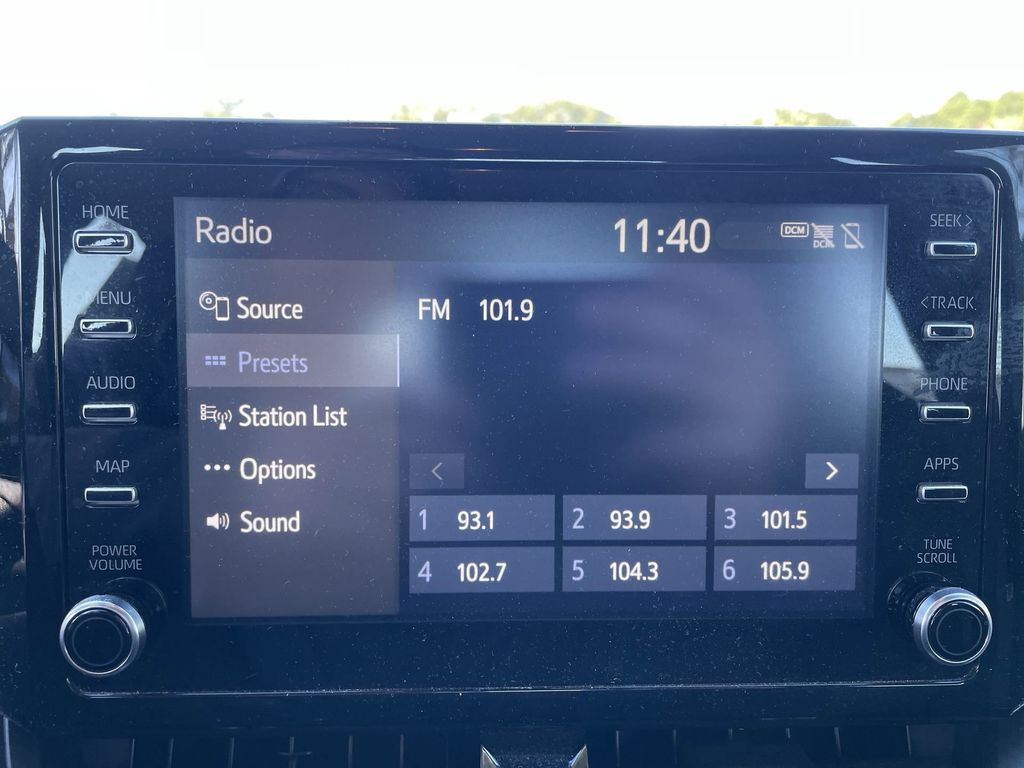 HOME
MENU
AUDIO
MAP
POWER
VOLUME
Radio
11:40
DCM
DCM
Source
Presets
Station List
Options
Sound
FM 101.9
<
>
1 93.1
2 93.9
3 101.5
4 102.7
5 104.3
6 105.9
SEEK >
< TRACK
PHONE
APPS
TUNE
SCROLL